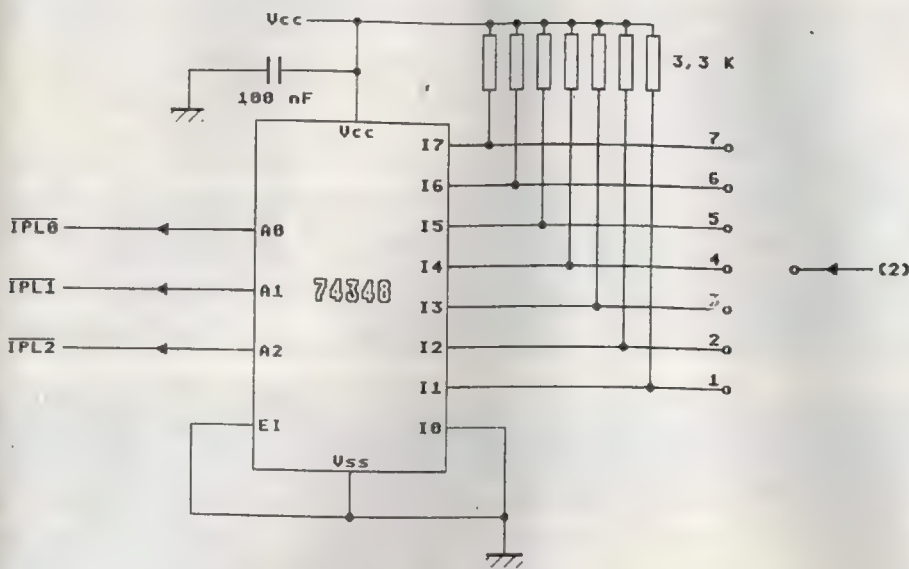 Vcc
3,3 K
100 nF
Vcc
I7
7
I6
6
IPL0
A0
I5
5
I4
4
(2)
IPL1
A1
74348
I3
3
IPL2
A2
I2
2
I1
1
EI
I0
Vss